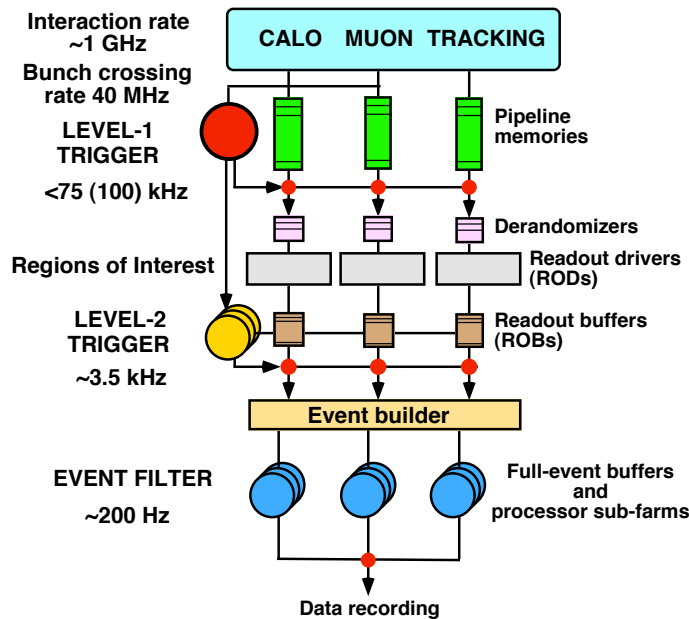 Interaction rate
~1 GHz
CALO MUON TRACKING
Bunch crossing
rate 40 MHz
LEVEL-1
TRIGGER
Pipeline
memories
<75 (100) kHz
Derandomizers
Regions of Interest
Readout drivers
(RODs)
LEVEL-2
TRIGGER
Readout buffers
(ROBs)
~3.5 kHz
Event builder
EVENT FILTER
~200 Hz
Full-event buffers
and
processor sub-farms
Data recording